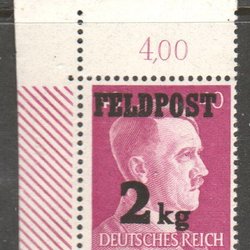 4,00
FELDPOST
2 kg
DEUTSCHES REICH